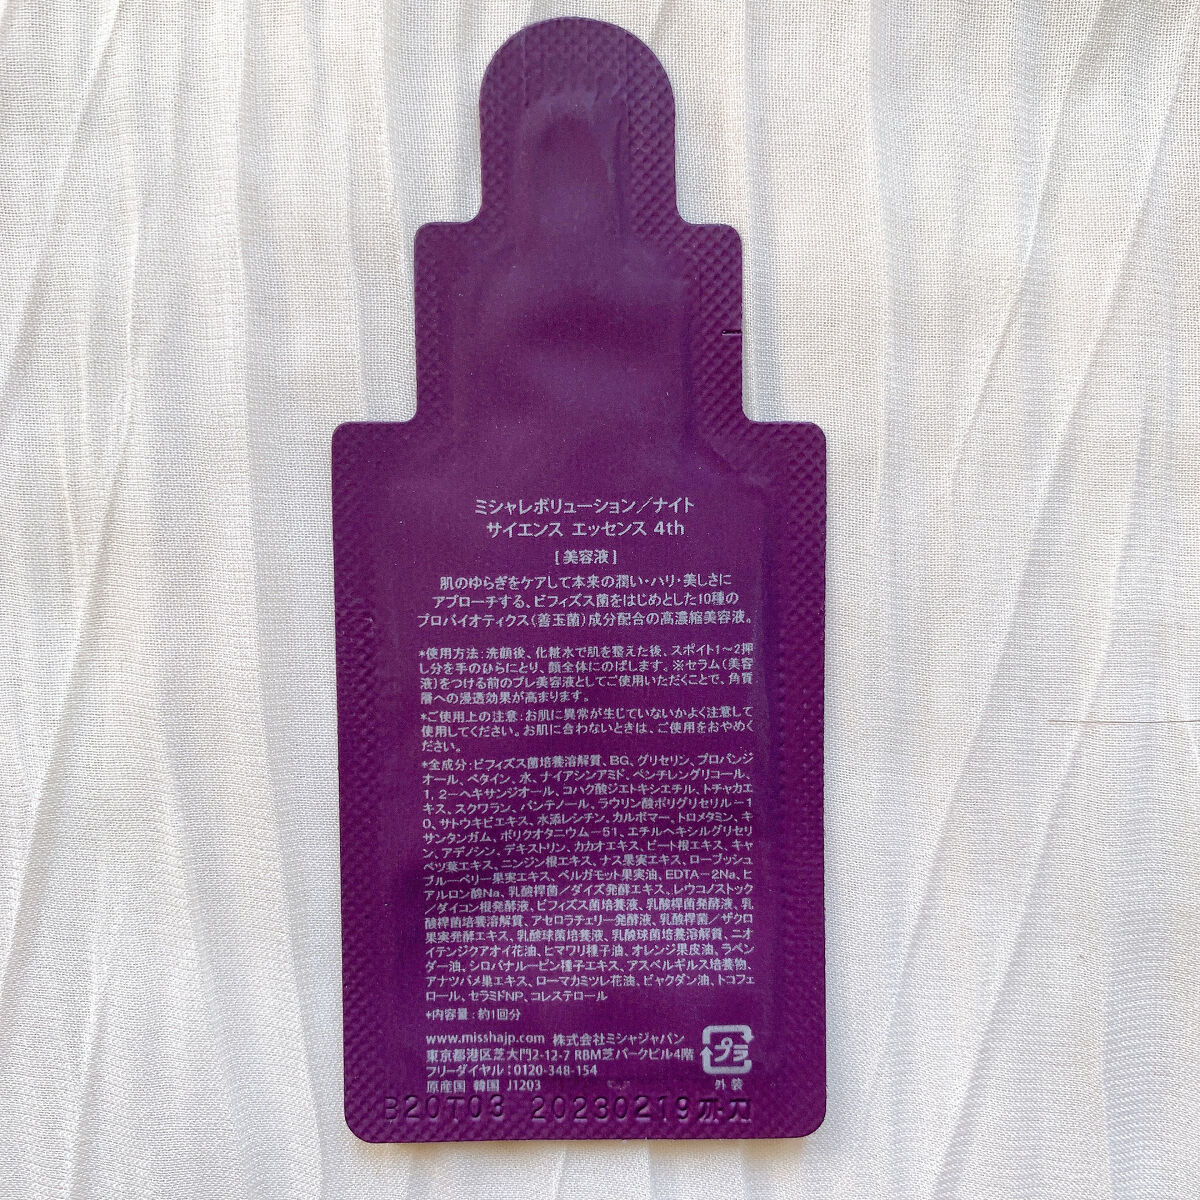 ミシャレボリューション／ナイト
サイエンス エッセンス 4th
［美容液］
肌のゆらぎをケアして本来の潤い・ハリ・美しさに
アプローチする、ビフィズス菌をはじめとした10種の
プロバイオティクス（善玉菌）成分配合の高濃縮美容液。
*使用方法：洗顔後、化粧水で肌を整えた後、スポイト1〜2押
し分を手のひらにとり、顔全体にのばします。※セラム（美容
液）をつける前のプレ美容液としてご使用いただくことで、角質
層への浸透効果が高まります。
*ご使用上の注意：お肌に異常が生じていないかよく注意して
使用してください。お肌に合わないときは、ご使用をおやめく
ださい。
*全成分：ビフィズス菌培養溶解質、BG、グリセリン、プロパンジ
オール、ベタイン、水、ナイアシンアミド、ペンチレングリコール、
1，2－ヘキサンジオール、コハク酸ジエトキシエチル、トチャカエ
キス、スクワラン、パンテノール、ラウリン酸ポリグリセリル－1
0、サトウキビエキス、水添レシチン、カルボマー、トロメタミン、キ
サンタンガム、ポリクオタニウム－51、エチルヘキシルグリセリ
ン、アデノシン、デキストリン、カカオエキス、ビート根エキス、キャ
ベツ葉エキス、ニンジン根エキス、ナス果実エキス、ローブッシュ
ブルーベリー果実エキス、ベルガモット果実油、EDTA－2Na、ヒ
アルロン酸Na、乳酸桿菌／ダイズ発酵エキス、レウコノストック
／ダイコン根発酵液、ビフィズス菌培養液、乳酸桿菌発酵液、乳
酸桿菌培養溶解質、アセロラチェリー発酵液、乳酸桿菌／ザクロ
果実発酵エキス、乳酸球菌培養液、乳酸球菌培養溶解質、ニオ
イテンジクアオイ花油、ヒマワリ種子油、オレンジ果皮油、ラベン
ダー油、シロバナルーピン種子エキス、アスペルギルス培養物、
アナツバメ巣エキス、ローマカミツレ花油、ビャクダン油、トコフェ
ロール、セラミドNP、コレステロール
*内容量：約1回分
www.misshajp.com 株式会社ミシャジャパン
東京都港区芝大門2-12-7 RBM芝パークビル4階
フリーダイヤル：0120-348-154
原産国 韓国 J1203
プラ
外装
B20T03 20230219까지